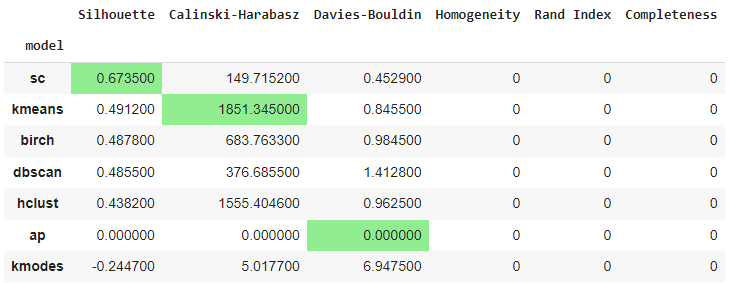 Silhouette Calinski-Harabasz Davies-Bouldin Homogeneity Rand Index Completeness
model
sc 0.673500 149.715200 0.452900 0 0 0
kmeans 0.491200 1851.345000 0.845500 0 0 0
birch 0.487800 683.763300 0.984500 0 0 0
dbscan 0.485500 376.685500 1.412800 0 0 0
hclust 0.438200 1555.404600 0.962500 0 0 0
ap 0.000000 0.000000 0.000000 0 0 0
kmodes -0.244700 5.017700 6.947500 0 0 0